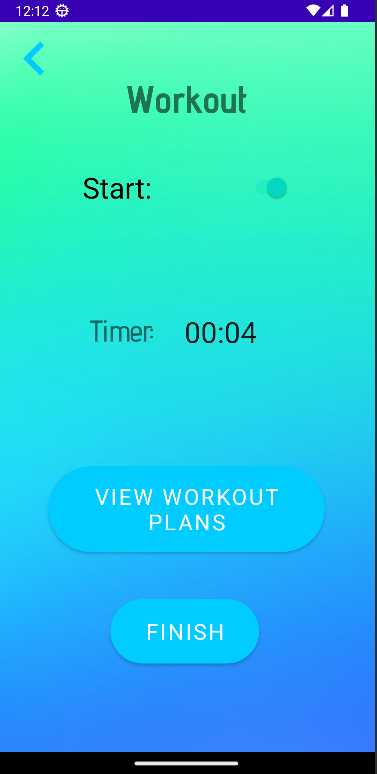 12:12
Workout
Start:
Timer: 00:04
VIEW WORKOUT
PLANS
FINISH